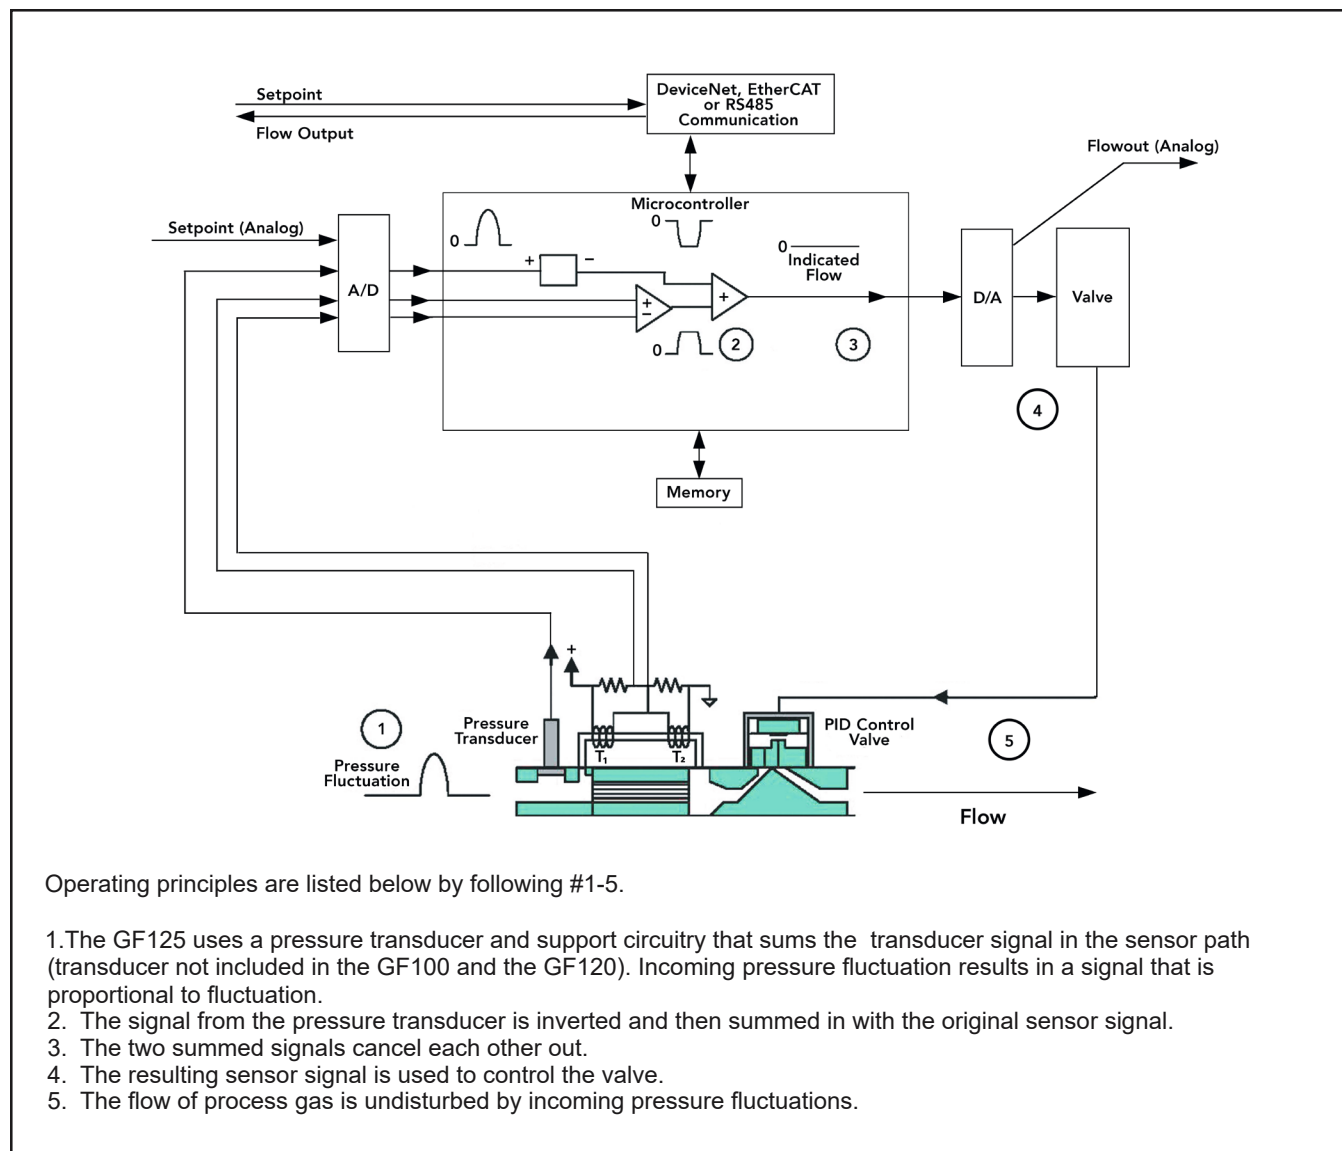 Setpoint
Flow Output
DeviceNet, EtherCAT
or RS485
Communication
Flowout (Analog)
Setpoint (Analog)
A/D
Microcontroller
0
0
+
−
0
Indicated
Flow
+
−
+
0
2
3
D/A
Valve
4
Memory
1
Pressure
Fluctuation
Pressure
Transducer
+
T₁
T₂
PID Control
Valve
5
Flow
Operating principles are listed below by following #1-5.
1.The GF125 uses a pressure transducer and support circuitry that sums the  transducer signal in the sensor path
(transducer not included in the GF100 and the GF120). Incoming pressure fluctuation results in a signal that is
proportional to fluctuation.
2.  The signal from the pressure transducer is inverted and then summed in with the original sensor signal.
3.  The two summed signals cancel each other out.
4.  The resulting sensor signal is used to control the valve.
5.  The flow of process gas is undisturbed by incoming pressure fluctuations.